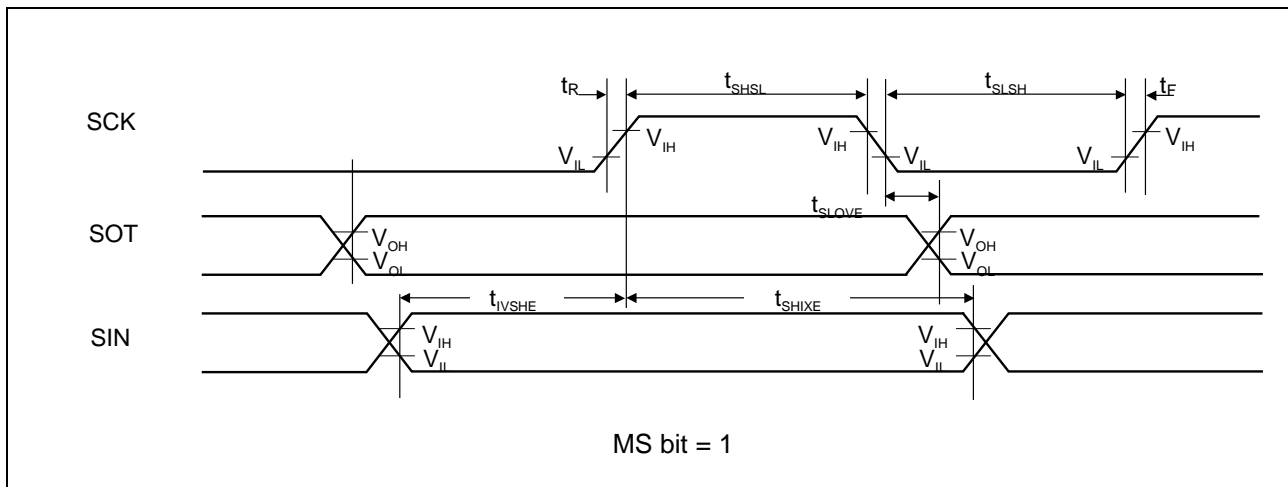 tR tSHSL tSLSH tF
SCK
VIH VIH VIH
VIL VIL VIL
tSLOVE
SOT
VOH VOH
VOL VOL
tIVSHE tSHIXE
SIN
VIH VIH
VIL VIL
MS bit = 1